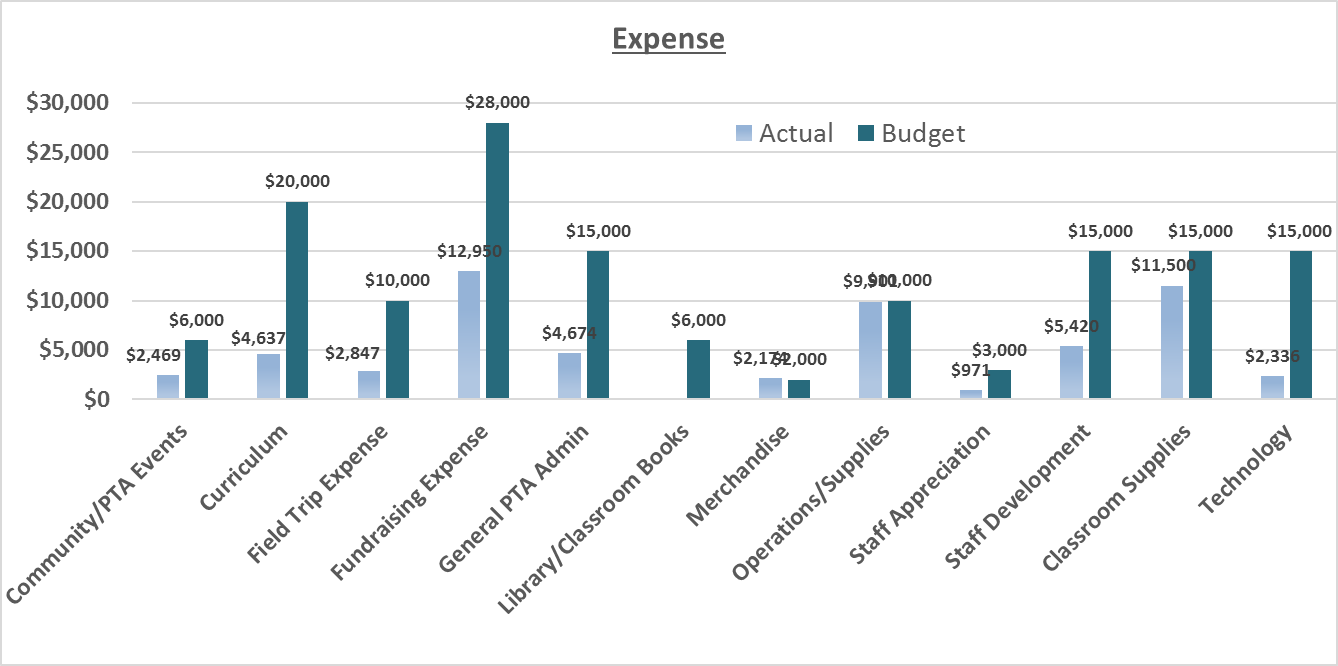 Expense
Actual Budget
$30,000
$25,000
$20,000
$15,000
$10,000
$5,000
$0
$2,469
$6,000
$4,637
$20,000
$2,847
$10,000
$12,950
$28,000
$4,674
$15,000
$6,000
$2,174
$2,000
$10,000
$971
$3,000
$5,420
$15,000
$11,500
$15,000
$2,336
$15,000
Community/PTA Events
Curriculum
Field Trip Expense
Fundraising Expense
General PTA Admin
Library/Classroom Books
Merchandise
Operations/Supplies
Staff Appreciation
Staff Development
Classroom Supplies
Technology